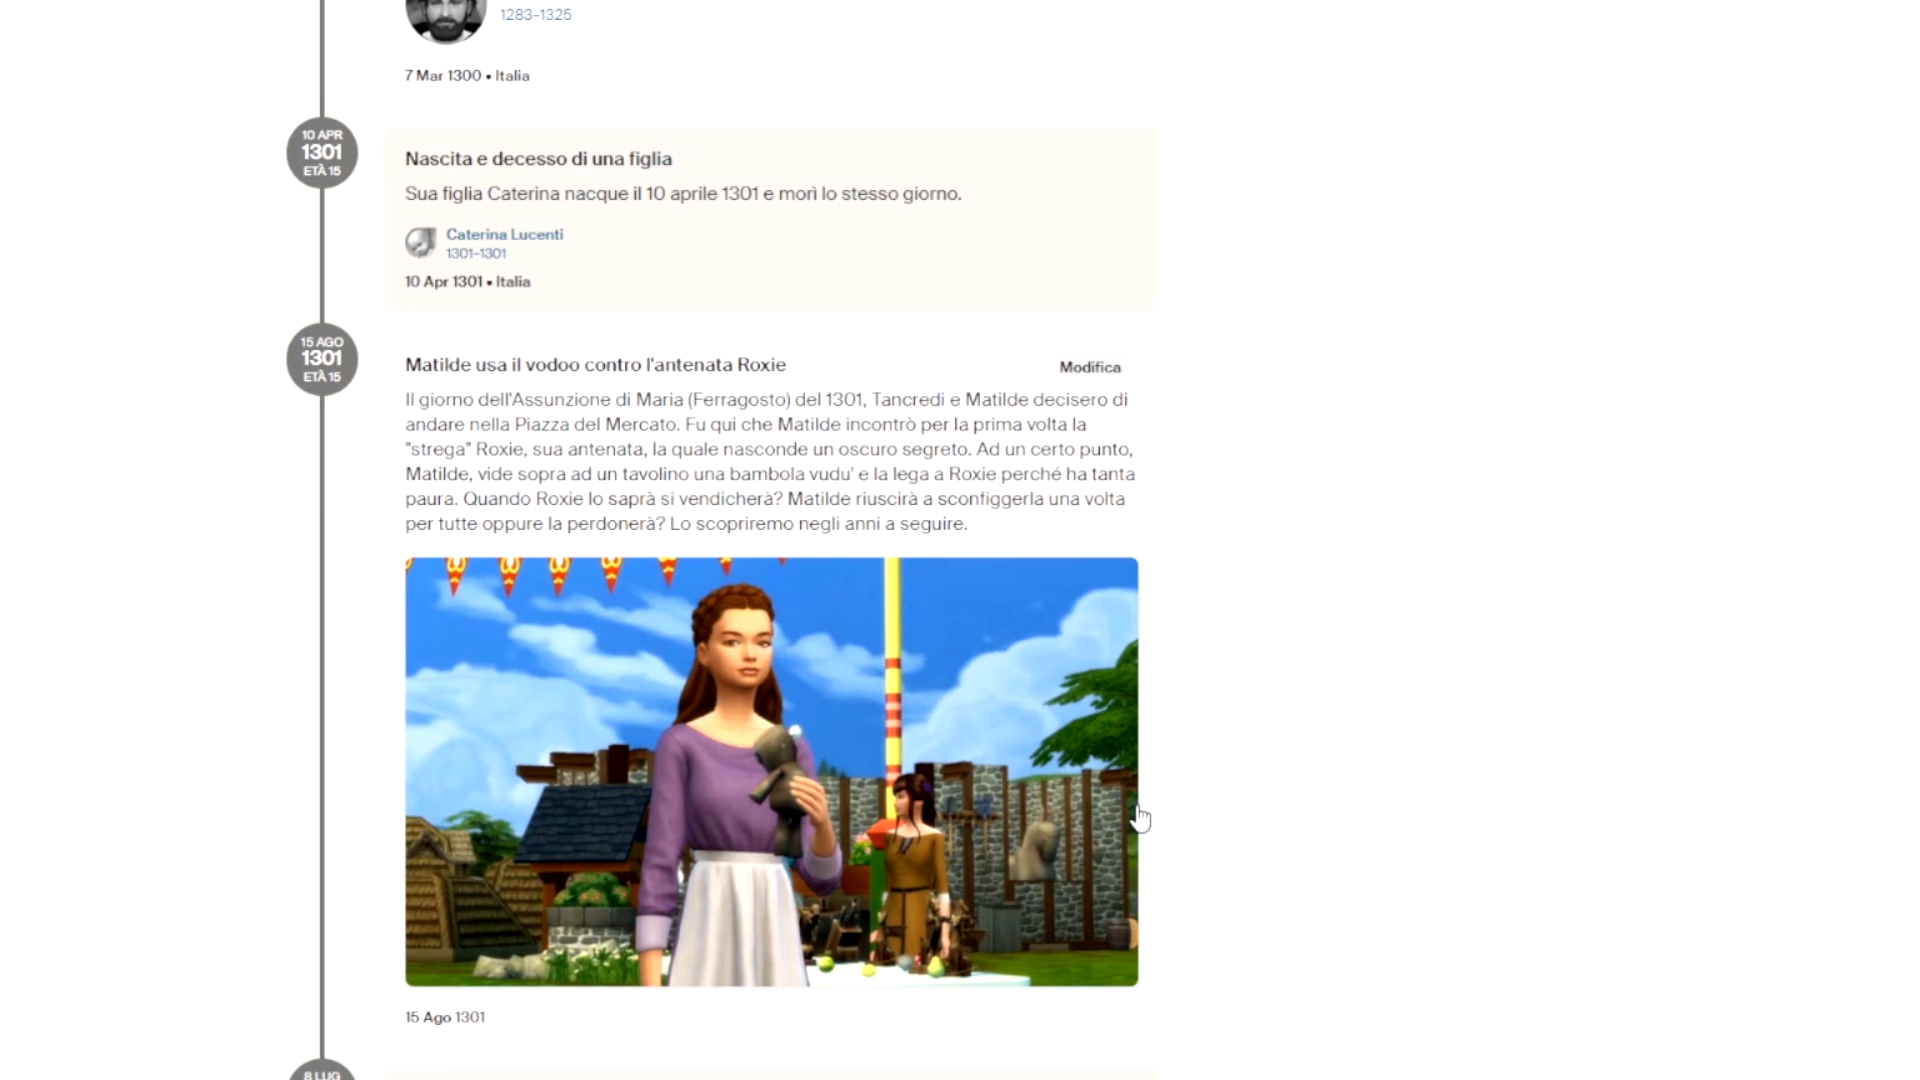 1283–1325
7 Mar 1300 • Italia
10 APR
1301
ETÀ 15
Nascita e decesso di una figlia
Sua figlia Caterina nacque il 10 aprile 1301 e morì lo stesso giorno.
Caterina Lucenti
1301–1301
10 Apr 1301 • Italia
15 AGO
1301
ETÀ 15
Matilde usa il vodoo contro l'antenata Roxie
Modifica
Il giorno dell'Assunzione di Maria (Ferragosto) del 1301, Tancredi e Matilde decisero di
andare nella Piazza del Mercato. Fu qui che Matilde incontrò per la prima volta la
"strega" Roxie, sua antenata, la quale nasconde un oscuro segreto. Ad un certo punto,
Matilde, vide sopra ad un tavolino una bambola vudu' e la lega a Roxie perché ha tanta
paura. Quando Roxie lo saprà si vendicherà? Matilde riuscirà a sconfiggerla una volta
per tutte oppure la perdonerà? Lo scopriremo negli anni a seguire.
15 Ago 1301
8 LUG